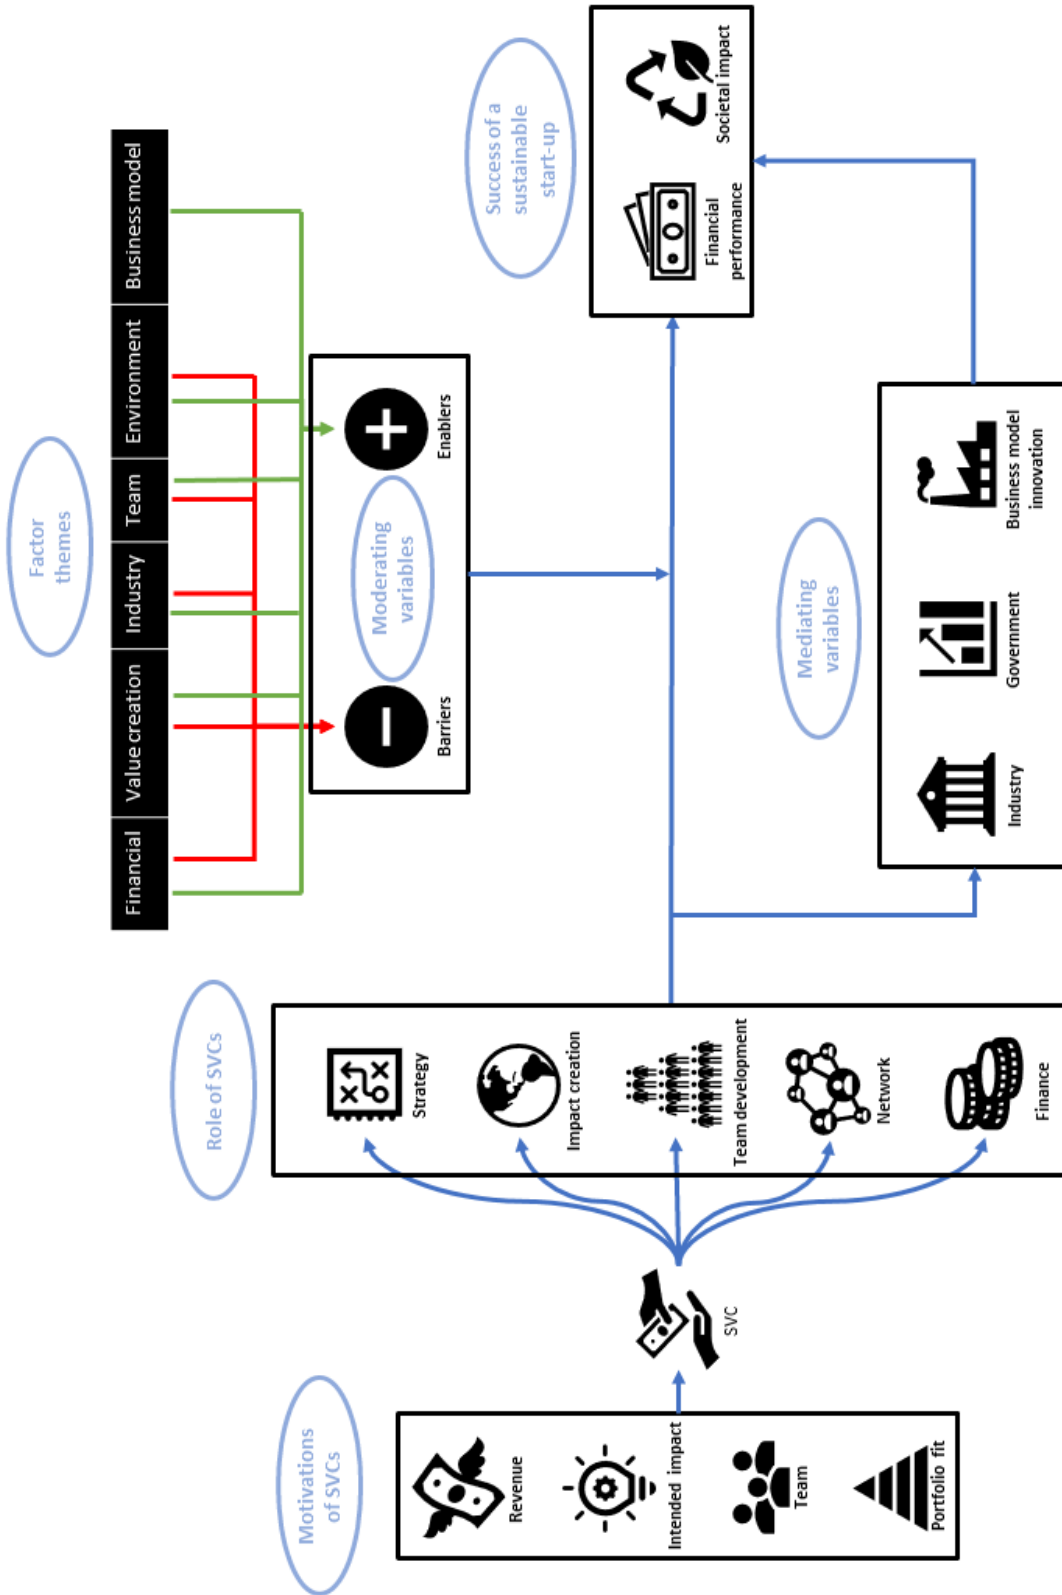 Motivations
of SVCs
Revenue
Intended impact
Team
Portfolio fit
SVC
Role of SVCs
Strategy
Impact creation
Team development
Network
Finance
Factor
themes
Financial
Value creation
Industry
Team
Environment
Business model
Moderating
variables
Barriers
Enablers
Mediating
variables
Industry
Government
Business model
innovation
Success of a
sustainable
start-up
Financial
performance
Societal impact